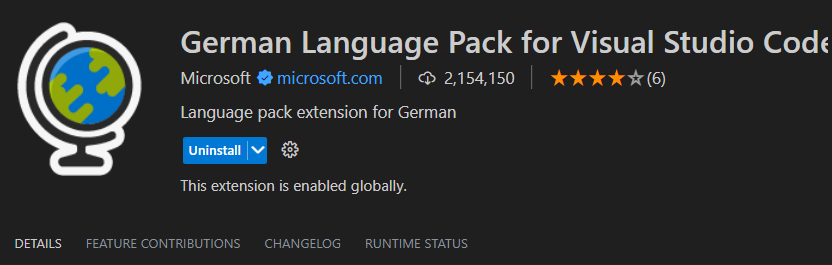 German Language Pack for Visual Studio Code
Microsoft microsoft.com 2,154,150 (6)
Language pack extension for German
Uninstall
This extension is enabled globally.
DETAILS FEATURE CONTRIBUTIONS CHANGELOG RUNTIME STATUS